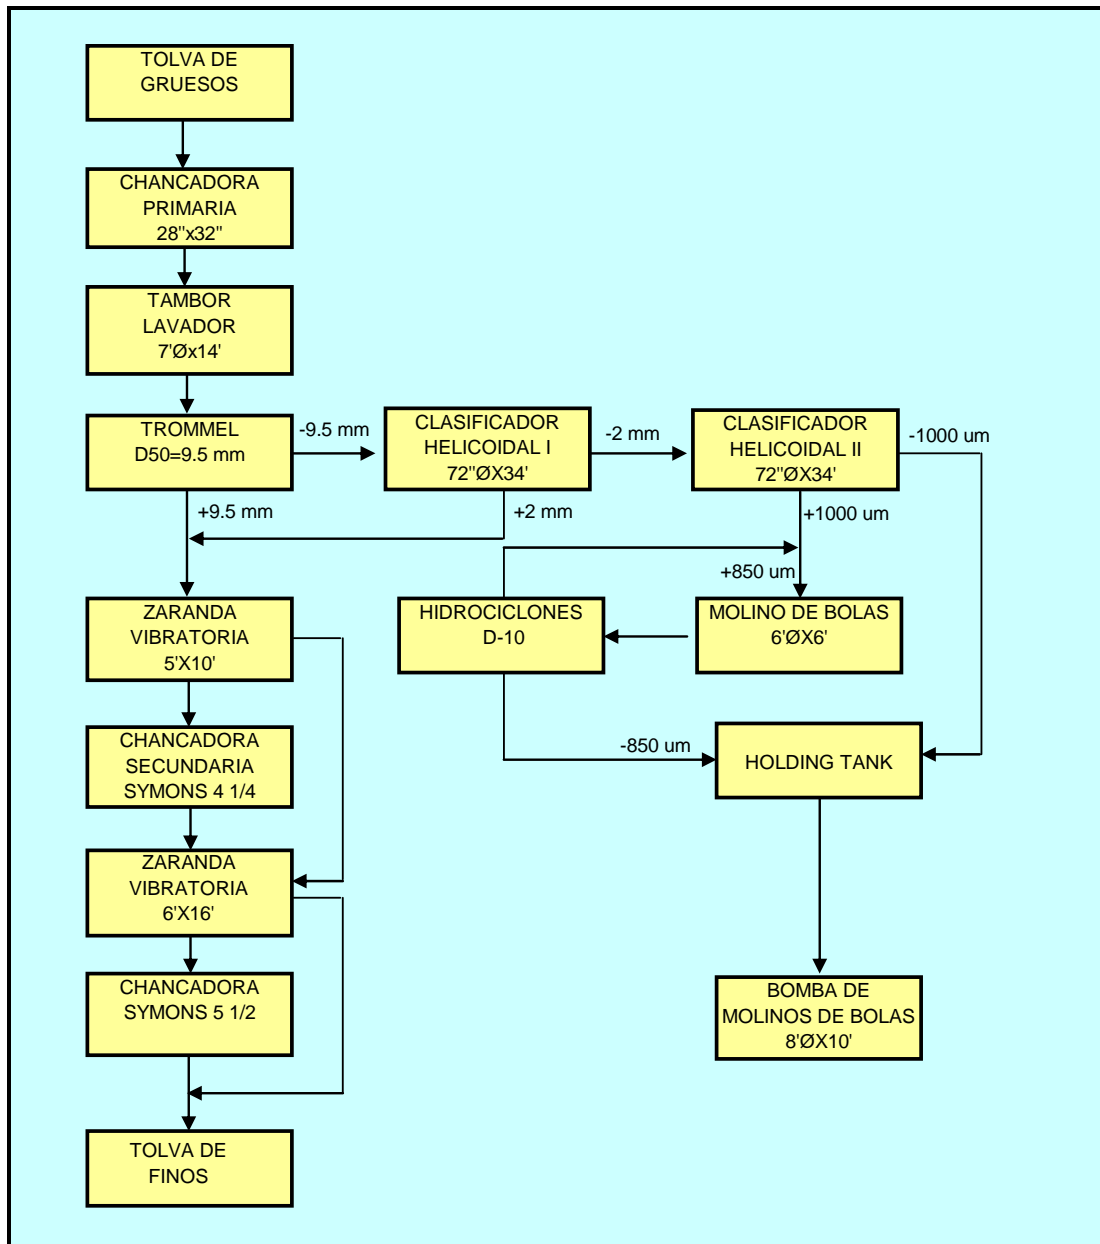 TOLVA DE
GRUESOS
CHANCADORA
PRIMARIA
28"x32"
TAMBOR
LAVADOR
7'Øx14'
TROMMEL
D50=9.5 mm
-9.5 mm
CLASIFICADOR
HELICOIDAL I
72"ØX34'
-2 mm
CLASIFICADOR
HELICOIDAL II
72"ØX34'
-1000 um
+9.5 mm
+2 mm
+1000 um
+850 um
ZARANDA
VIBRATORIA
5'X10'
HIDROCICLONES
D-10
MOLINO DE BOLAS
6'ØX6'
CHANCADORA
SECUNDARIA
SYMONS 4 1/4
-850 um
HOLDING TANK
ZARANDA
VIBRATORIA
6'X16'
CHANCADORA
SYMONS 5 1/2
BOMBA DE
MOLINOS DE BOLAS
8'ØX10'
TOLVA DE
FINOS